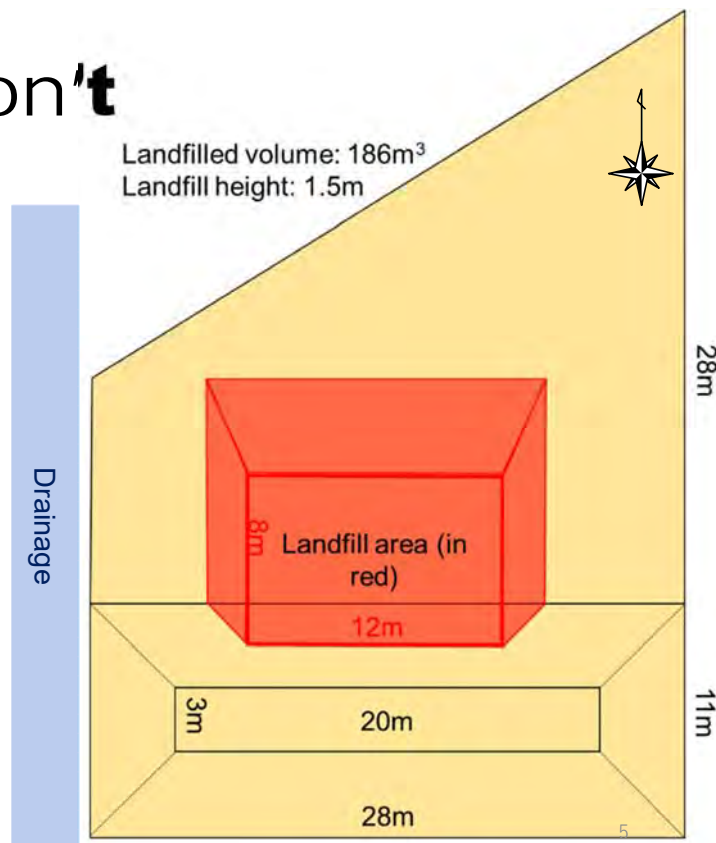 on't
Landfilled volume: 186m³
Landfill height: 1.5m
28m
Drainage
8m
Landfill area (in
red)
12m
3m
20m
11m
28m
5